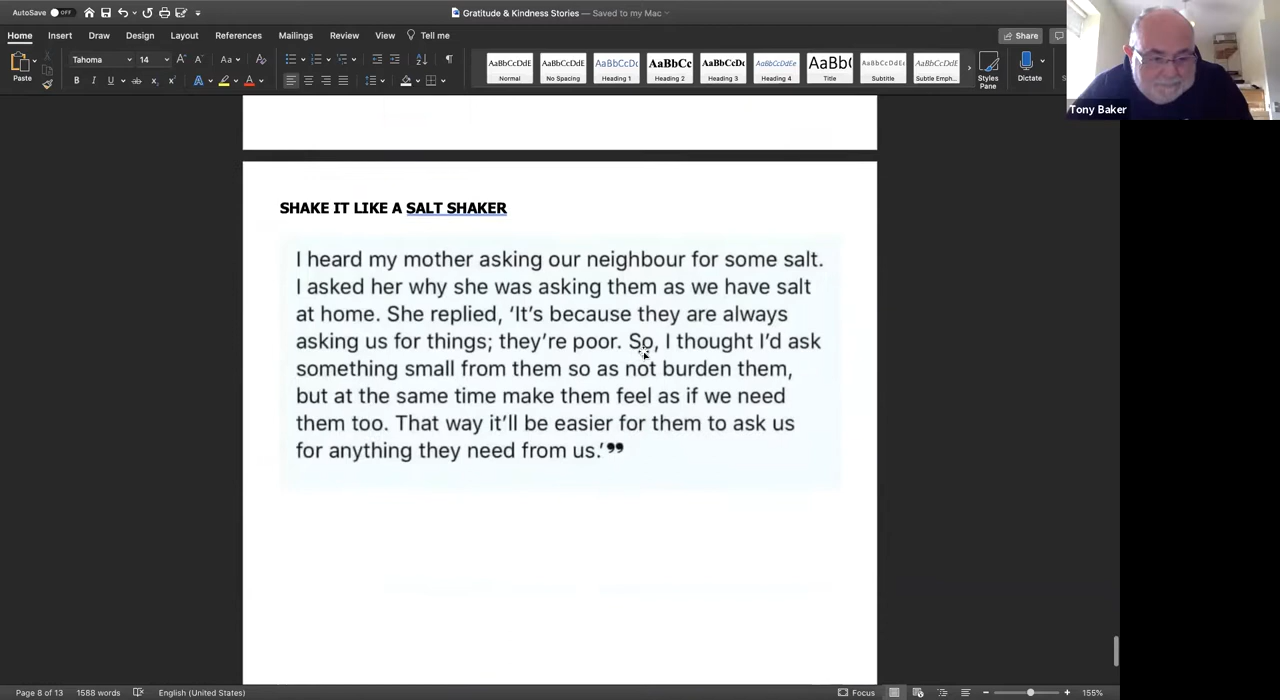 AutoSave OFF
Gratitude & Kindness Stories — Saved to my Mac
Home Insert Draw Design Layout References Mailings Review View Tell me
Share
Tahoma 14
Paste
AaBbCcDdE AaBbCcDdE AaBbCcDc AaBbCc AaBbCcDc AaBbCcDdEe AaBb( AaBbCcDdE AaBbCcDdE
Normal No Spacing Heading 1 Heading 2 Heading 3 Heading 4 Title Subtitle Subtle Emph...
Styles
Pane
Dictate
Tony Baker
SHAKE IT LIKE A SALT SHAKER
I heard my mother asking our neighbour for some salt.
I asked her why she was asking them as we have salt
at home. She replied, ‘It’s because they are always
asking us for things; they’re poor. So, I thought I’d ask
something small from them so as not burden them,
but at the same time make them feel as if we need
them too. That way it’ll be easier for them to ask us
for anything they need from us.’”
Page 8 of 13 1588 words English (United States) Focus 155%